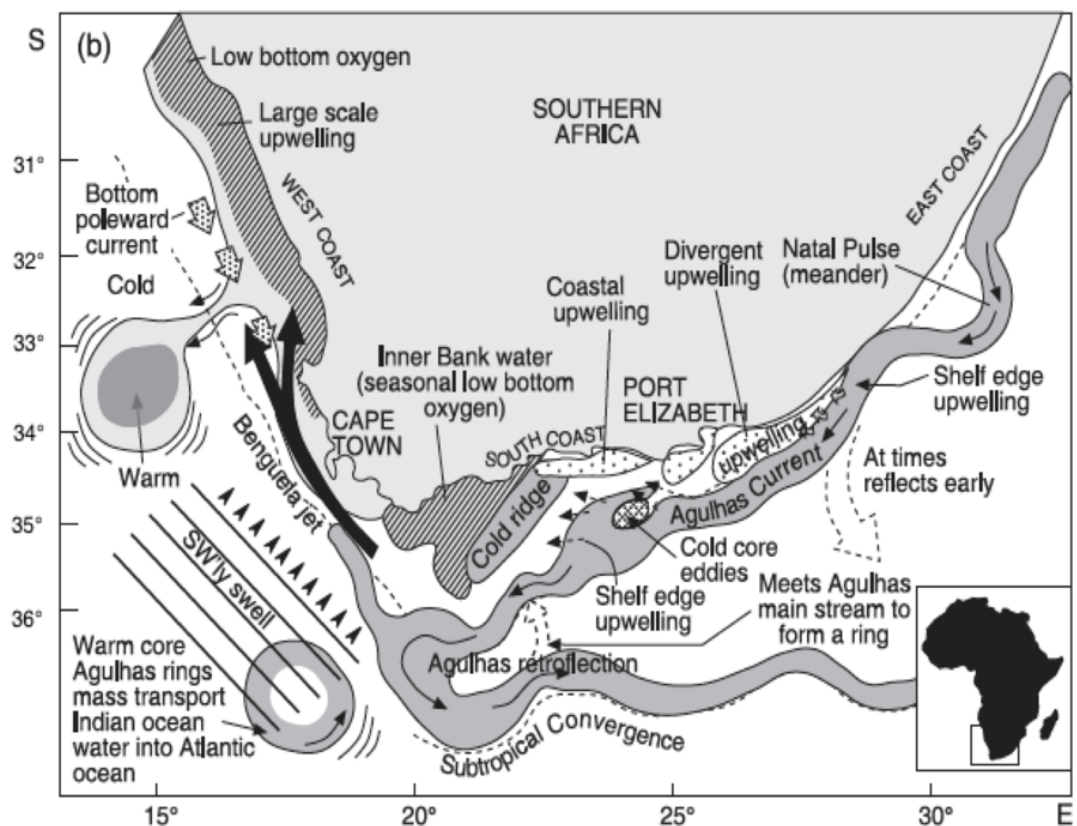 S
(b)
Low bottom oxygen
Large scale
upwelling
SOUTHERN
AFRICA
31°
Bottom
poleward
current
WEST COAST
EAST COAST
32°
Cold
Divergent
upwelling
Natal Pulse
(meander)
Coastal
upwelling
33°
Inner Bank water
(seasonal low bottom
oxygen)
PORT
ELIZABETH
Shelf edge
upwelling
34°
CAPE
TOWN
SOUTH COAST
upwelling
Warm
Benguela jet
At times
reflects early
35°
Cold ridge
Agulhas Current
Cold core
eddies
SW'ly swell
Shelf edge
upwelling
Meets Agulhas
main stream to
form a ring
36°
Warm core
Agulhas rings
mass transport
Indian ocean
water into Atlantic
ocean
Agulhas retroflection
Subtropical Convergence
15°
20°
25°
30°
E